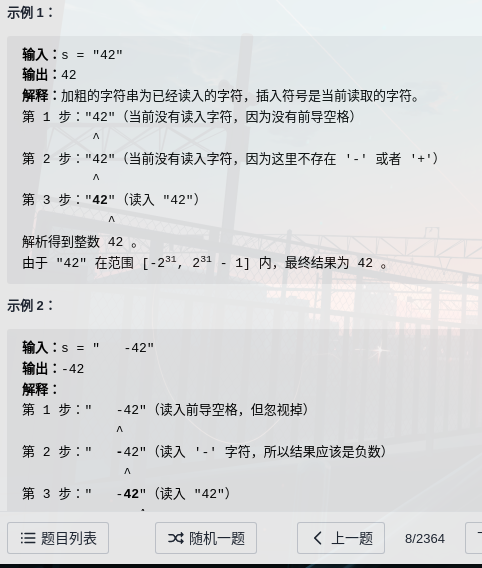 示例 1：
输入：s = "42"
输出：42
解释：加粗的字符串为已经读入的字符，插入符号是当前读取的字符。
第 1 步："42"（当前没有读入字符，因为没有前导空格）
^
第 2 步："42"（当前没有读入字符，因为这里不存在 '-' 或者 '+'）
^
第 3 步："42"（读入 "42"）
^
解析得到整数 42 。
由于 "42" 在范围 [-2³¹, 2³¹ - 1] 内，最终结果为 42 。
示例 2：
输入：s = "   -42"
输出：-42
解释：
第 1 步："   -42"（读入前导空格，但忽视掉）
^
第 2 步："   -42"（读入 '-' 字符，所以结果应该是负数）
^
第 3 步："   -42"（读入 "42"）
题目列表 随机一题 上一题 8/2364